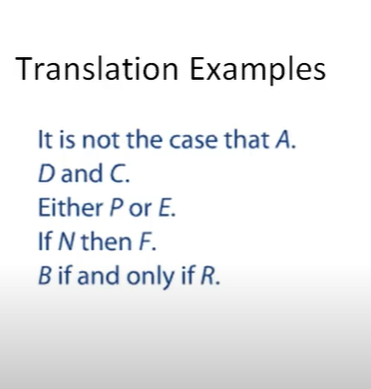 Translation Examples
It is not the case that A.
D and C.
Either P or E.
If N then F.
B if and only if R.